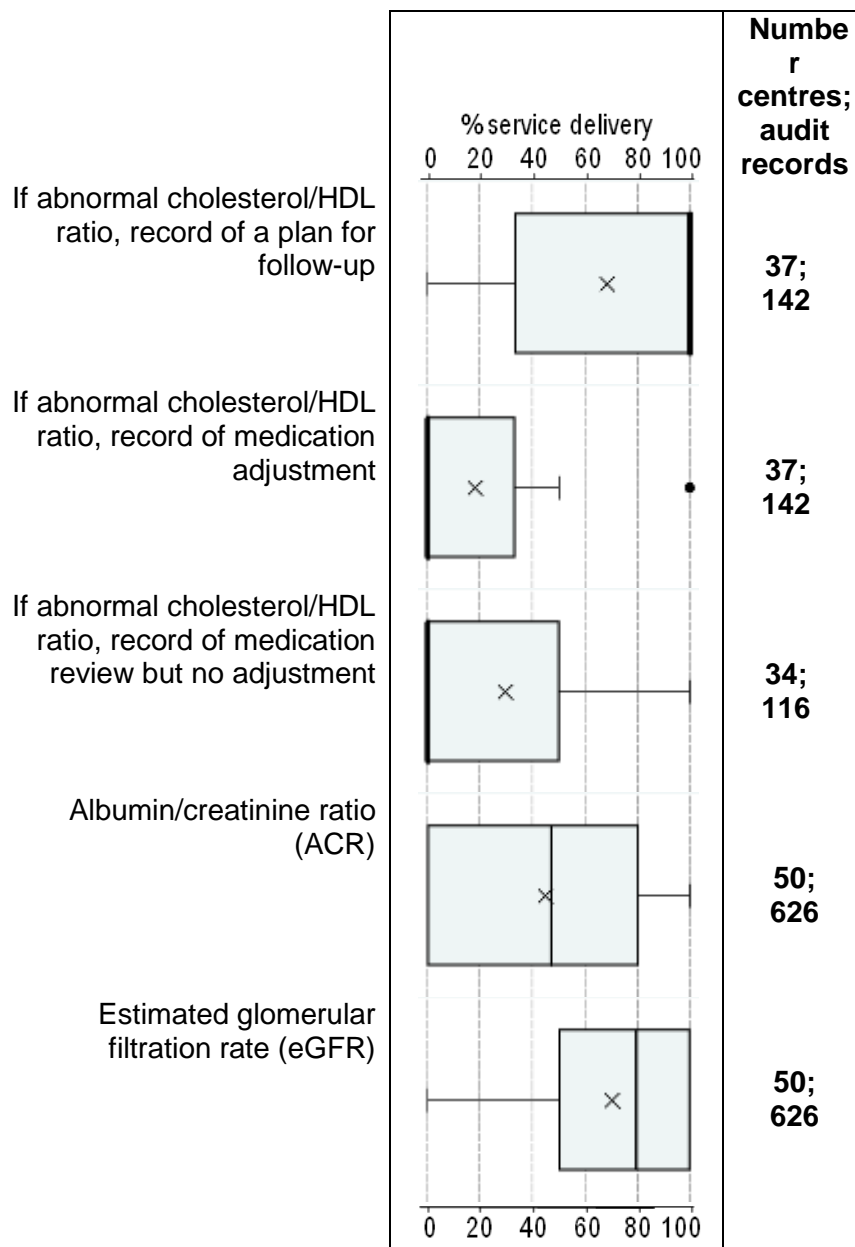 Numbe
r
centres;
audit
records
% service delivery
0 20 40 60 80 100
If abnormal cholesterol/HDL
ratio, record of a plan for
follow-up
37;
142
If abnormal cholesterol/HDL
ratio, record of medication
adjustment
37;
142
If abnormal cholesterol/HDL
ratio, record of medication
review but no adjustment
34;
116
Albumin/creatinine ratio
(ACR)
50;
626
Estimated glomerular
filtration rate (eGFR)
50;
626
0 20 40 60 80 100